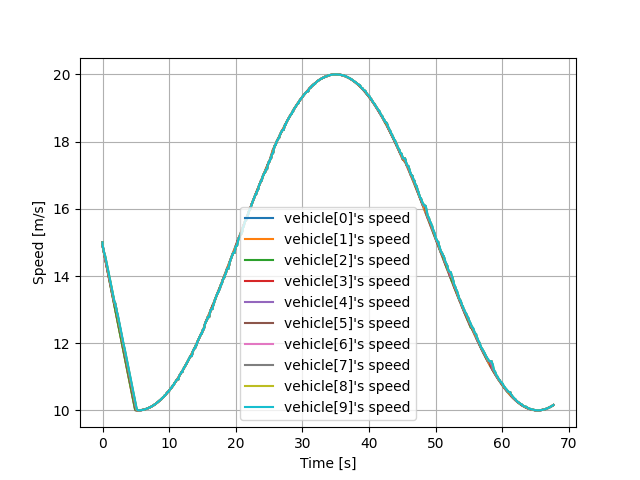 20
18
16
14
12
10
Speed [m/s]
vehicle[0]'s speed
vehicle[1]'s speed
vehicle[2]'s speed
vehicle[3]'s speed
vehicle[4]'s speed
vehicle[5]'s speed
vehicle[6]'s speed
vehicle[7]'s speed
vehicle[8]'s speed
vehicle[9]'s speed
0 10 20 30 40 50 60 70
Time [s]